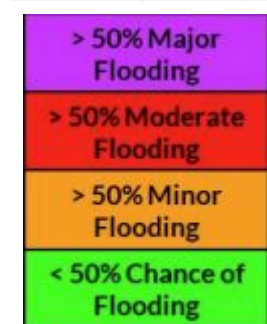 > 50% Major
Flooding
> 50% Moderate
Flooding
> 50% Minor
Flooding
< 50% Chance of
Flooding